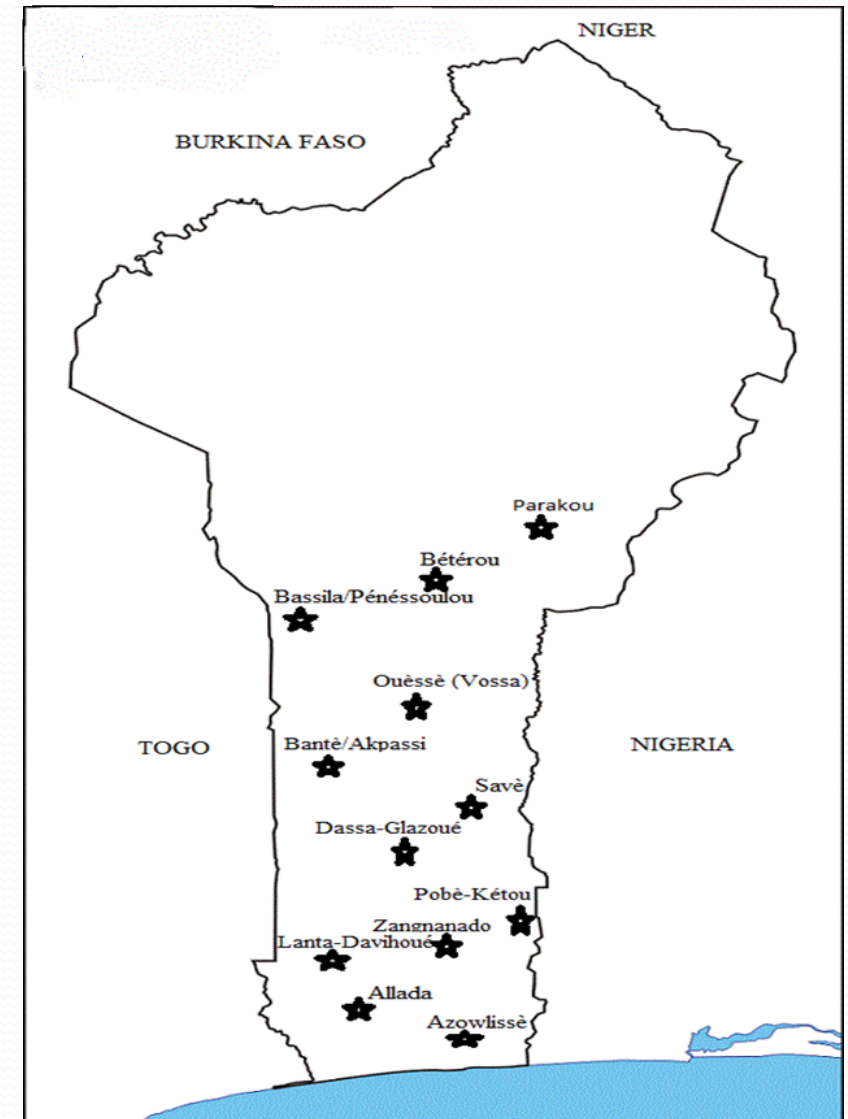 NIGER
BURKINA FASO
Parakou
Bétérou
Bassila/Pénéssoulou
Ouèssè (Vossa)
TOGO
Bantè/Akpassi
NIGERIA
Savè
Dassa-Glazoué
Pobè-Kétou
Zangnanado
Lanta-Davihoué
Allada
Azowlissè